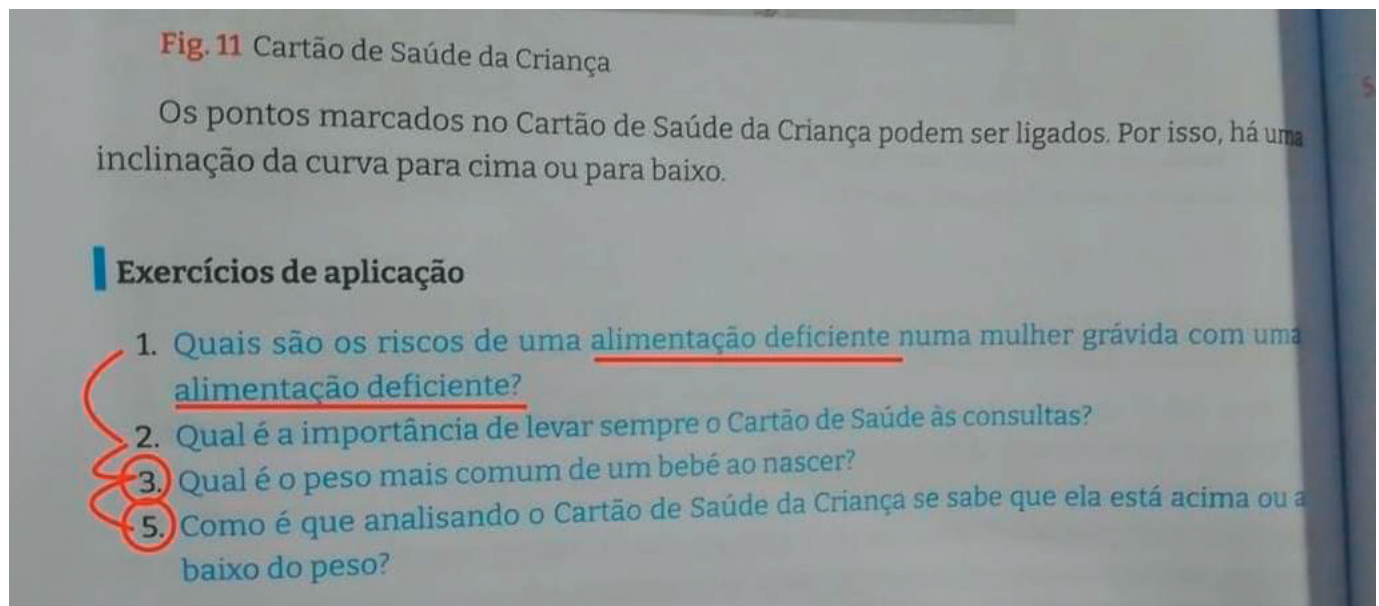 Fig. 11 Cartão de Saúde da Criança
Os pontos marcados no Cartão de Saúde da Criança podem ser ligados. Por isso, há uma
inclinação da curva para cima ou para baixo.
Exercícios de aplicação
1. Quais são os riscos de uma alimentação deficiente numa mulher grávida com uma
alimentação deficiente?
2. Qual é a importância de levar sempre o Cartão de Saúde às consultas?
3. Qual é o peso mais comum de um bebé ao nascer?
5. Como é que analisando o Cartão de Saúde da Criança se sabe que ela está acima ou a
baixo do peso?